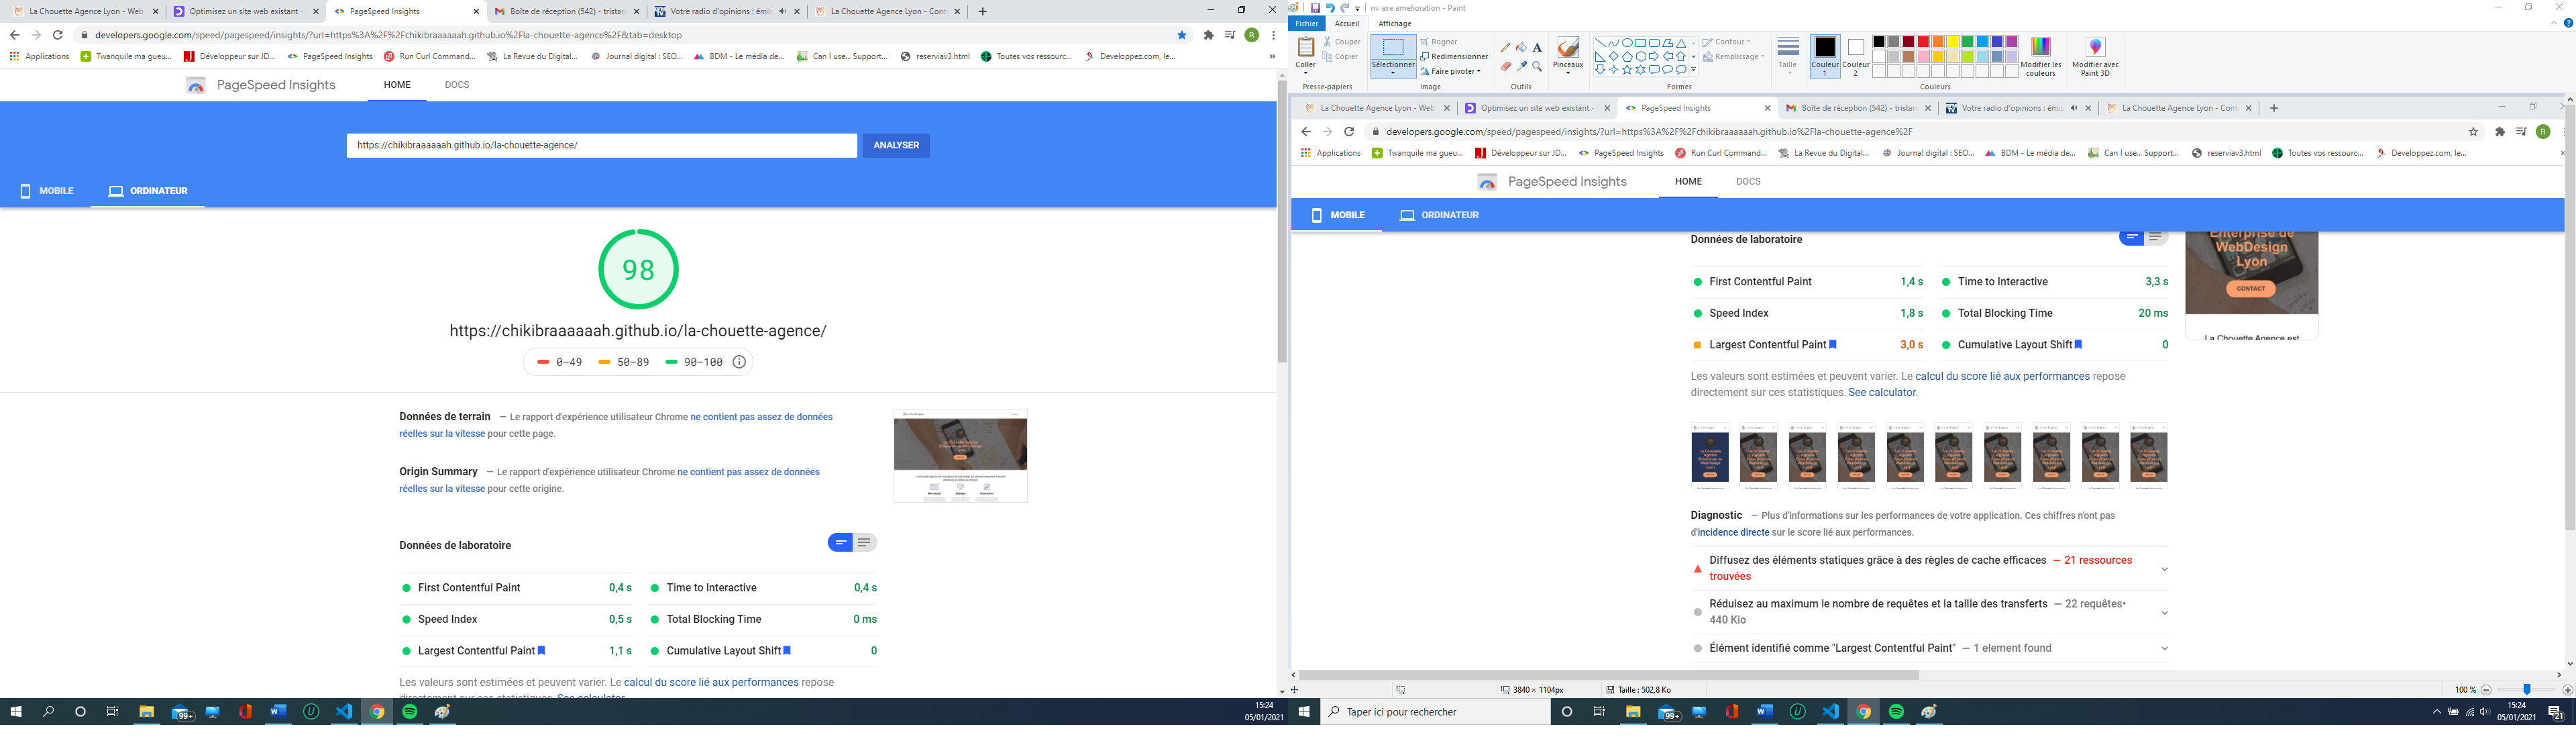 La Chouette Agence Lyon - Web
Optimisez un site web existant -
PageSpeed Insights
Boîte de réception (542) - tristan
Votre radio d'opinions : émis
La Chouette Agence Lyon - Cont
developers.google.com/speed/pagespeed/insights/?url=https%3A%2F%2Fchikibraaaaaah.github.io%2Fla-chouette-agence%2F&tab=desktop
R
Applications
Twanquile ma gueu...
Développeur sur JD...
PageSpeed Insights
Run Curl Command...
La Revue du Digital...
Journal digital : SEO...
BDM - Le média de...
Can I use... Support...
reserviav3.html
Toutes vos ressourc...
Developpez.com, le...
PageSpeed Insights
HOME
DOCS
https://chikibraaaaaah.github.io/la-chouette-agence/
ANALYSER
MOBILE
ORDINATEUR
98
https://chikibraaaaaah.github.io/la-chouette-agence/
0–49
50–89
90–100
Données de terrain — Le rapport d'expérience utilisateur Chrome ne contient pas assez de données
réelles sur la vitesse pour cette page.
Origin Summary — Le rapport d'expérience utilisateur Chrome ne contient pas assez de données
réelles sur la vitesse pour cette origine.
Données de laboratoire
First Contentful Paint 0,4 s
Time to Interactive 0,4 s
Speed Index 0,5 s
Total Blocking Time 0 ms
Largest Contentful Paint 1,1 s
Cumulative Layout Shift 0
Les valeurs sont estimées et peuvent varier. Le calcul du score lié aux performances repose
directement sur ces statistiques. See calculator.
99+
15:24
05/01/2021
nv axe amelioration - Paint
Fichier
Accueil
Affichage
Coller
Couper
Copier
Presse-papiers
Sélectionner
Rogner
Redimensionner
Faire pivoter
Image
Outils
Pinceaux
Contour
Remplissage
Formes
Taille
Couleur
1
Couleur
2
Modifier les
couleurs
Modifier avec
Paint 3D
Couleurs
La Chouette Agence Lyon - Web
Optimisez un site web existant -
PageSpeed Insights
Boîte de réception (542) - tristan
Votre radio d'opinions : émis
La Chouette Agence Lyon - Cont
developers.google.com/speed/pagespeed/insights/?url=https%3A%2F%2Fchikibraaaaaah.github.io%2Fla-chouette-agence%2F
R
Applications
Twanquile ma gueu...
Développeur sur JD...
PageSpeed Insights
Run Curl Command...
La Revue du Digital...
Journal digital : SEO...
BDM - Le média de...
Can I use... Support...
reserviav3.html
Toutes vos ressourc...
Developpez.com, le...
PageSpeed Insights
HOME
DOCS
MOBILE
ORDINATEUR
Données de laboratoire
Entreprise de
WebDesign
Lyon
CONTACT
La Chouette Agence est
First Contentful Paint 1,4 s
Time to Interactive 3,3 s
Speed Index 1,8 s
Total Blocking Time 20 ms
Largest Contentful Paint 3,0 s
Cumulative Layout Shift 0
Les valeurs sont estimées et peuvent varier. Le calcul du score lié aux performances repose
directement sur ces statistiques. See calculator.
Diagnostic — Plus d'informations sur les performances de votre application. Ces chiffres n'ont pas
d'incidence directe sur le score lié aux performances.
Diffusez des éléments statiques grâce à des règles de cache efficaces — 21 ressources
trouvées
Réduisez au maximum le nombre de requêtes et la taille des transferts — 22 requêtes•
440 Kio
Élément identifié comme "Largest Contentful Paint" — 1 element found
3840 × 1104px
Taille : 502,8 Ko
100 %
Taper ici pour rechercher
99+
15:24
05/01/2021
21